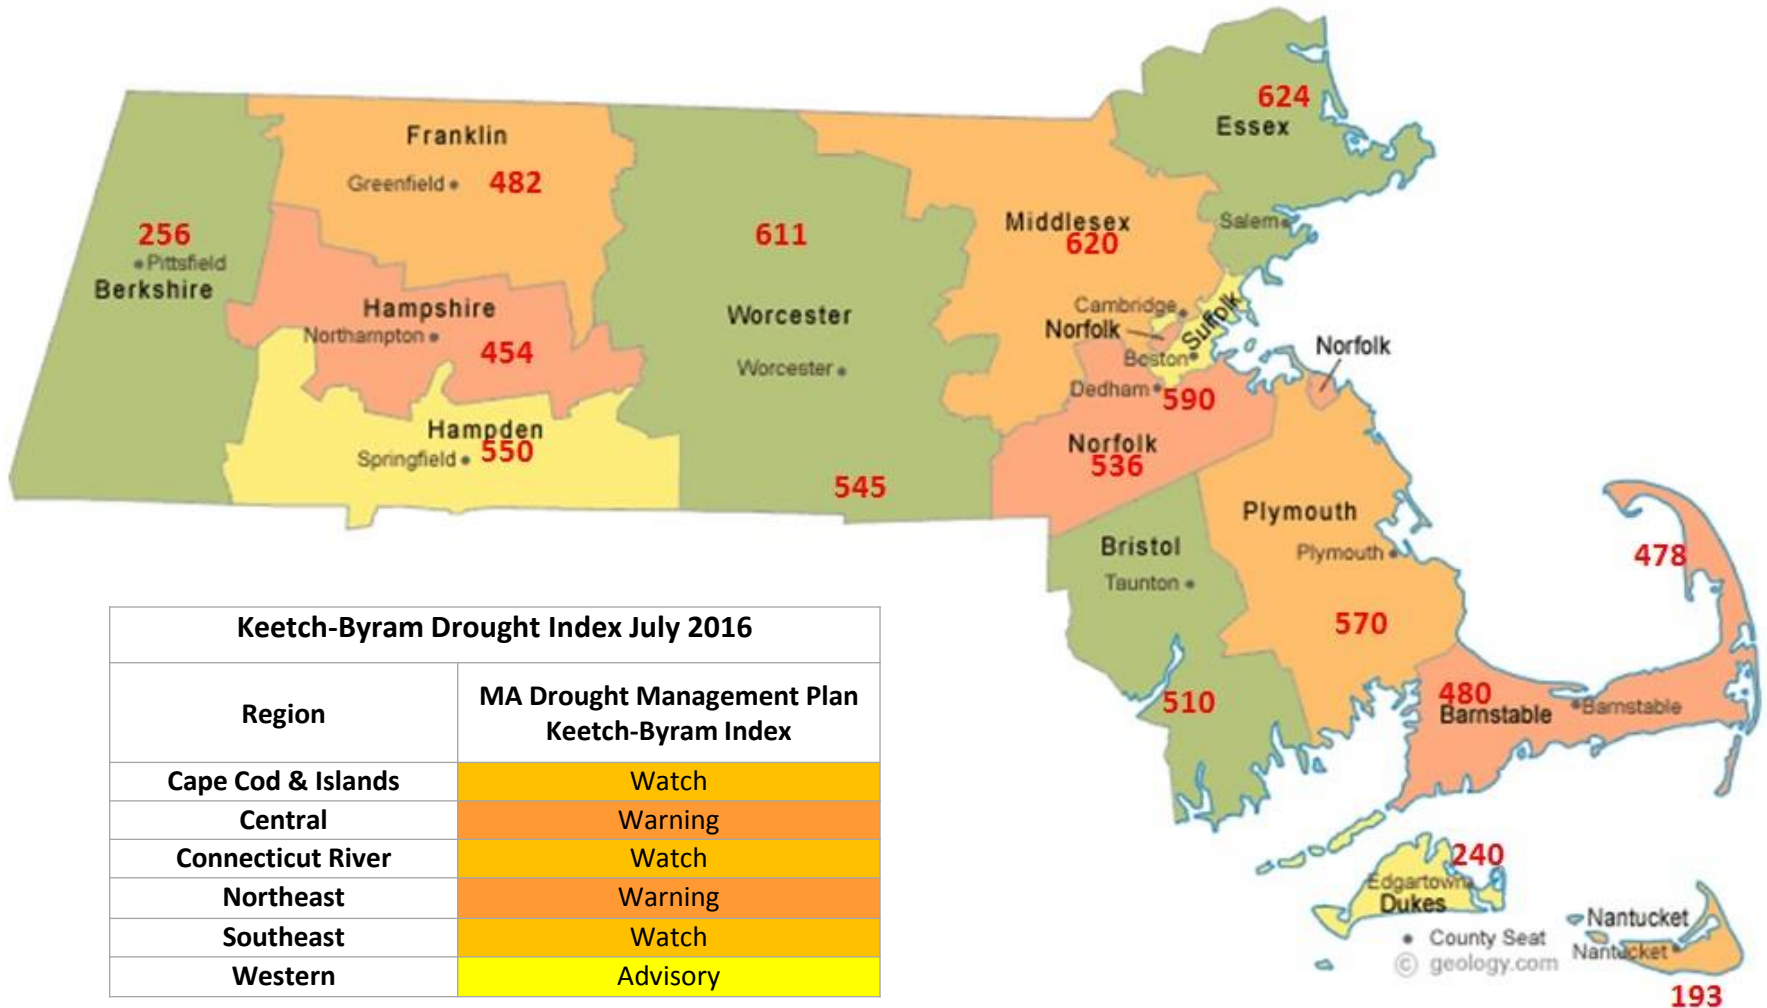 624
Essex
Franklin
Greenfield
482
256
Pittsfield
Berkshire
611
Middlesex
620
Salem
Hampshire
Northampton
454
Worcester
Worcester
Cambridge
Norfolk
Suffolk
Boston
Norfolk
Dedham
590
Hampden
550
Springfield
Norfolk
536
545
Plymouth
Plymouth
Bristol
Taunton
478
570
510
480
Barnstable
Barnstable
Keetch-Byram Drought Index July 2016
Region
MA Drought Management Plan
Keetch-Byram Index
Cape Cod & Islands Watch
Central Warning
Connecticut River Watch
Northeast Warning
Southeast Watch
Western Advisory
240
Edgartown
Dukes
County Seat
© geology.com
Nantucket
Nantucket
193